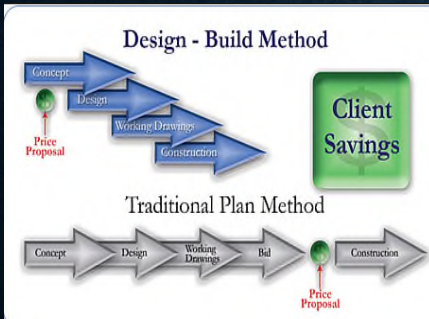 Design - Build Method
Concept
Design
Working Drawings
Construction
Price
Proposal
$
Client
Savings
Traditional Plan Method
Concept
Design
Working
Drawings
Bid
Construction
Price
Proposal